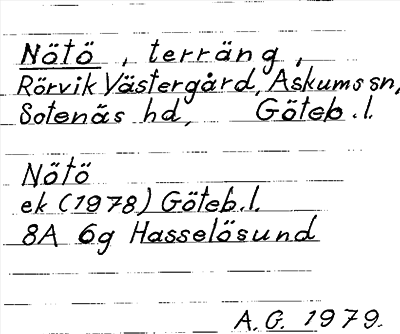 Nötö, terräng,
Rörvik Västergård, Askums sn,
Sotenäs hd, Göteb.l.
Nötö
ek (1978) Göteb.l.
8A 6g Hasselösund
A.G. 1979.